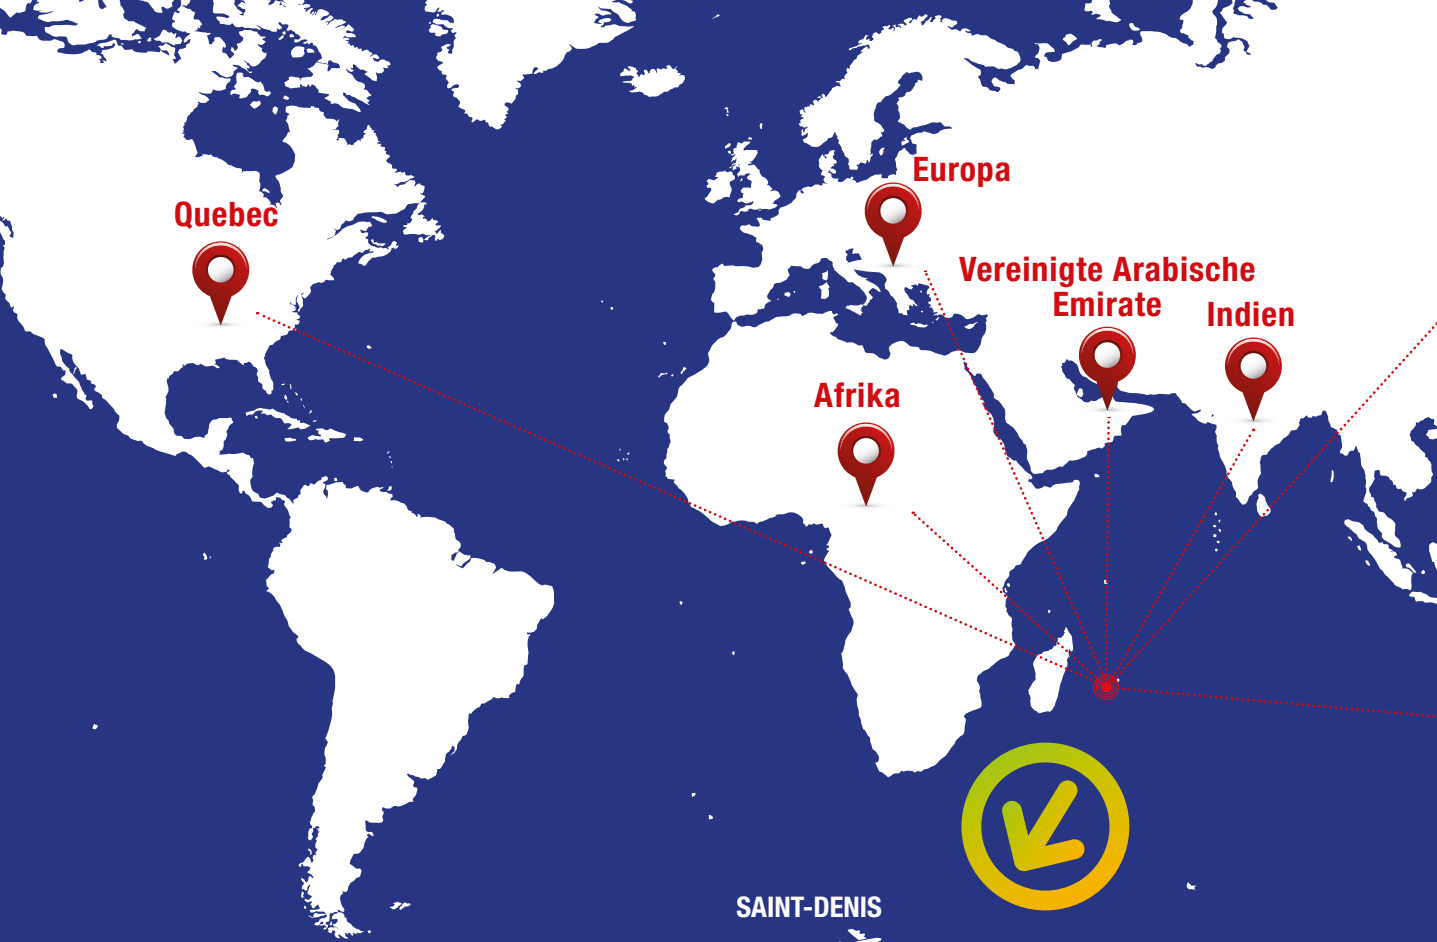 Europa
Quebec
Vereinigte Arabische
Emirate
Indien
Afrika
SAINT-DENIS